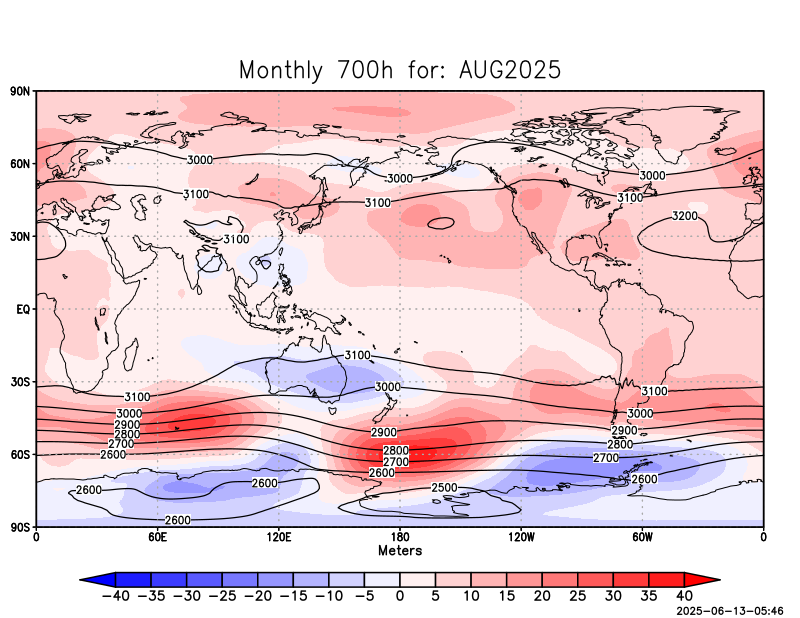 Monthly 700h for: AUG2025
90N
60N
30N
EQ
30S
60S
90S
3000
3000
3000
3100
3100
3100
3100
3200
3100
3000
3100
3100
3000
3000
2900
2900
2900
2800
2800
2800
2700
2700
2700
2600
2600
2600
2600
2600
2500
2600
0 60E 120E 180 120W 60W 0
Meters
−40 −35 −30 −25 −20 −15 −10 −5 0 5 10 15 20 25 30 35 40
2025-06-13-05:46